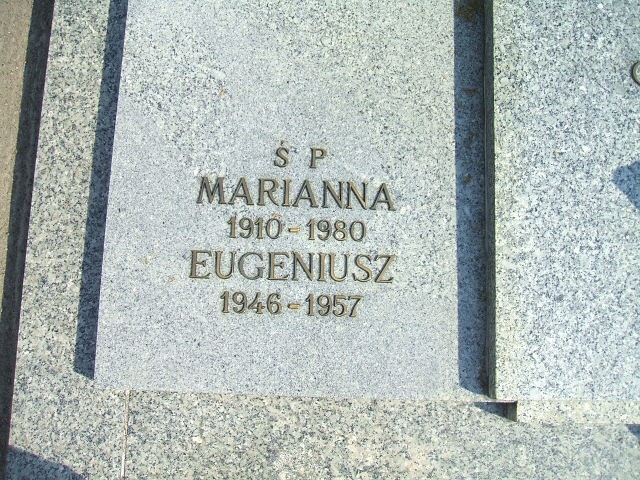 Ś P
MARIANNA
1910-1980
EUGENIUSZ
1946-1957